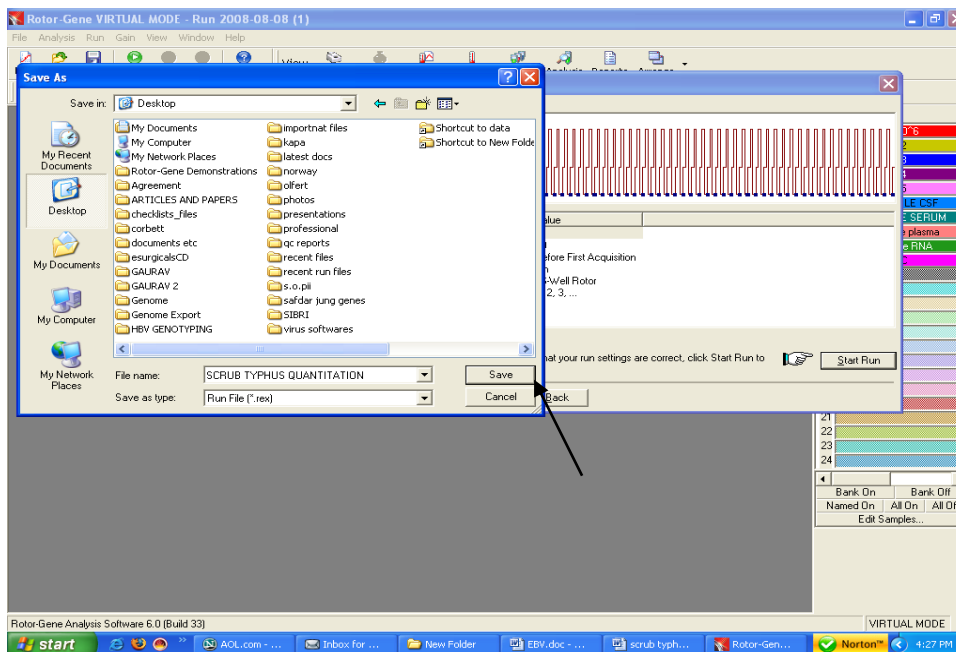 Rotor-Gene VIRTUAL MODE - Run 2008-08-08 (1)
File Analysis Run Gain View Window Help
Save As
Save in: Desktop
My Recent Documents
Desktop
My Documents
My Computer
My Network Places
My Documents
My Computer
My Network Places
Rotor-Gene Demonstrations
Agreement
ARTICLES AND PAPERS
checklists_files
corbett
documents etc
esurgicalsCD
GAURAV
GAURAV 2
Genome
Genome Export
HBV GENOTYPING
importnat files
kapa
latest docs
norway
olfert
photos
presentations
professional
qc reports
recent files
recent run files
s.o.pii
safdar jung genes
SIBRI
virus softwares
Shortcut to data
Shortcut to New Folde
File name: SCRUB TYPHUS QUANTITATION Save
Save as type: Run File (*.rex) Cancel
alue
efore First Acquisition
-Well Rotor
2, 3, ...
at your run settings are correct, click Start Run to
Start Run
Back
LE CSF
E SERUM
plasma
e RNA
21
22
23
24
Bank On Bank Off
Named On All On All Of
Edit Samples...
Rotor-Gene Analysis Software 6.0 (Build 33) VIRTUAL MODE
start AOL.com - ... Inbox for ... New Folder EBV.doc - ... scrub typh... Rotor-Gen... Norton™ 4:27 PM